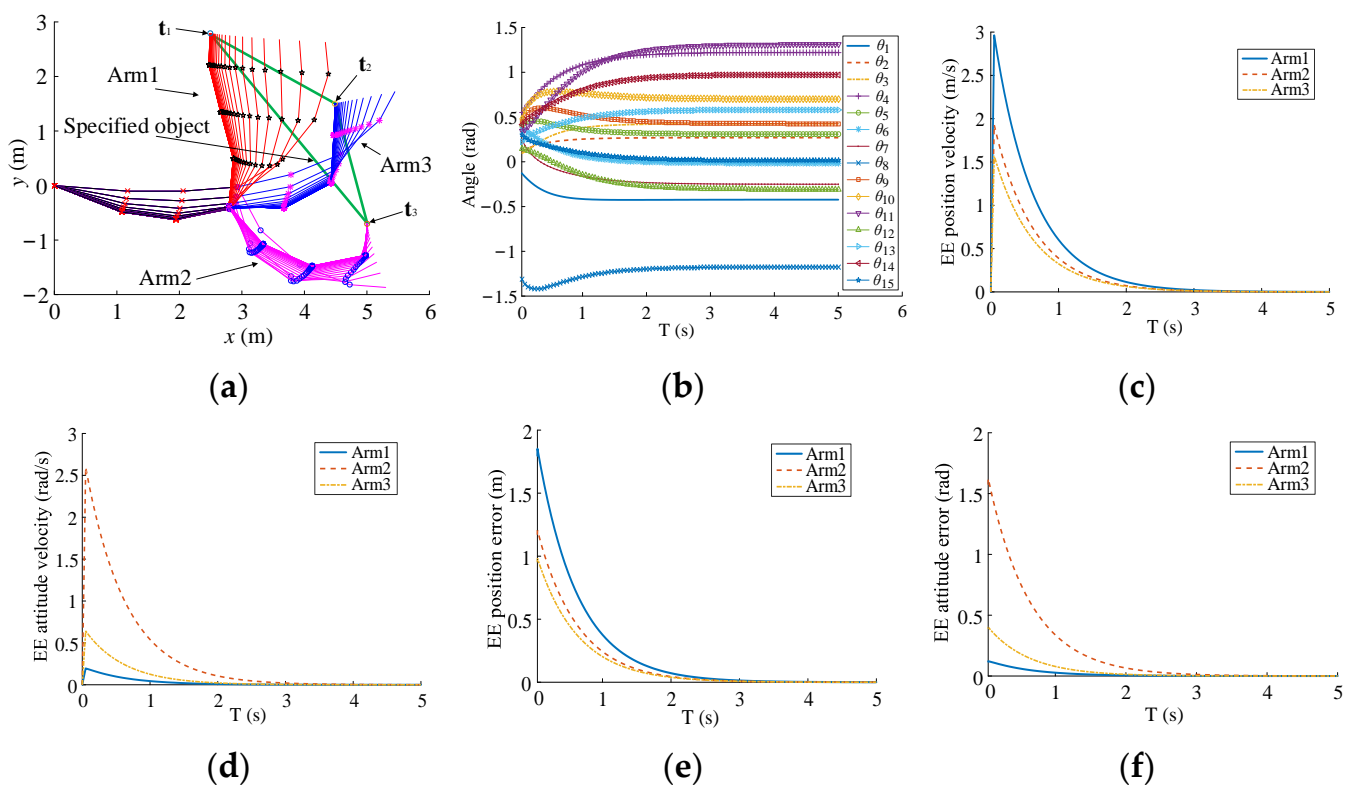 3
2
1
0
−1
−2
y (m)
0 1 2 3 4 5 6
x (m)
t1
t2
t3
Arm1
Specified object
Arm3
Arm2
(a)
1.5
1
0.5
0
−0.5
−1
−1.5
Angle (rad)
0 1 2 3 4 5 6
T (s)
θ1
θ2
θ3
θ4
θ5
θ6
θ7
θ8
θ9
θ10
θ11
θ12
θ13
θ14
θ15
(b)
3
2.5
2
1.5
1
0.5
0
EE position velocity (m/s)
0 1 2 3 4 5
T (s)
Arm1
Arm2
Arm3
(c)
3
2.5
2
1.5
1
0.5
0
EE attitude velocity (rad/s)
0 1 2 3 4 5
T (s)
Arm1
Arm2
Arm3
(d)
2
1.5
1
0.5
0
EE position error (m)
0 1 2 3 4 5
T (s)
Arm1
Arm2
Arm3
(e)
2
1.5
1
0.5
0
EE attitude error (rad)
0 1 2 3 4 5
T (s)
Arm1
Arm2
Arm3
(f)